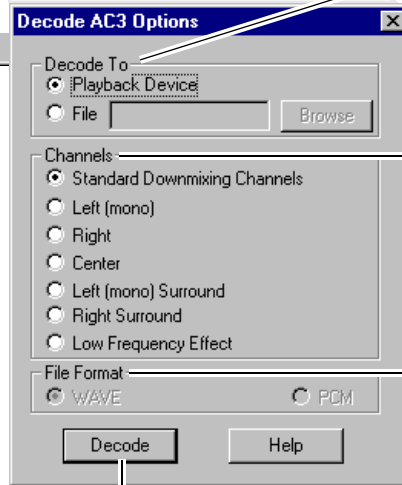 Decode AC3 Options
Decode To
Playback Device
File
Browse
Channels
Standard Downmixing Channels
Left (mono)
Right
Center
Left (mono) Surround
Right Surround
Low Frequency Effect
File Format
WAVE PCM
Decode Help